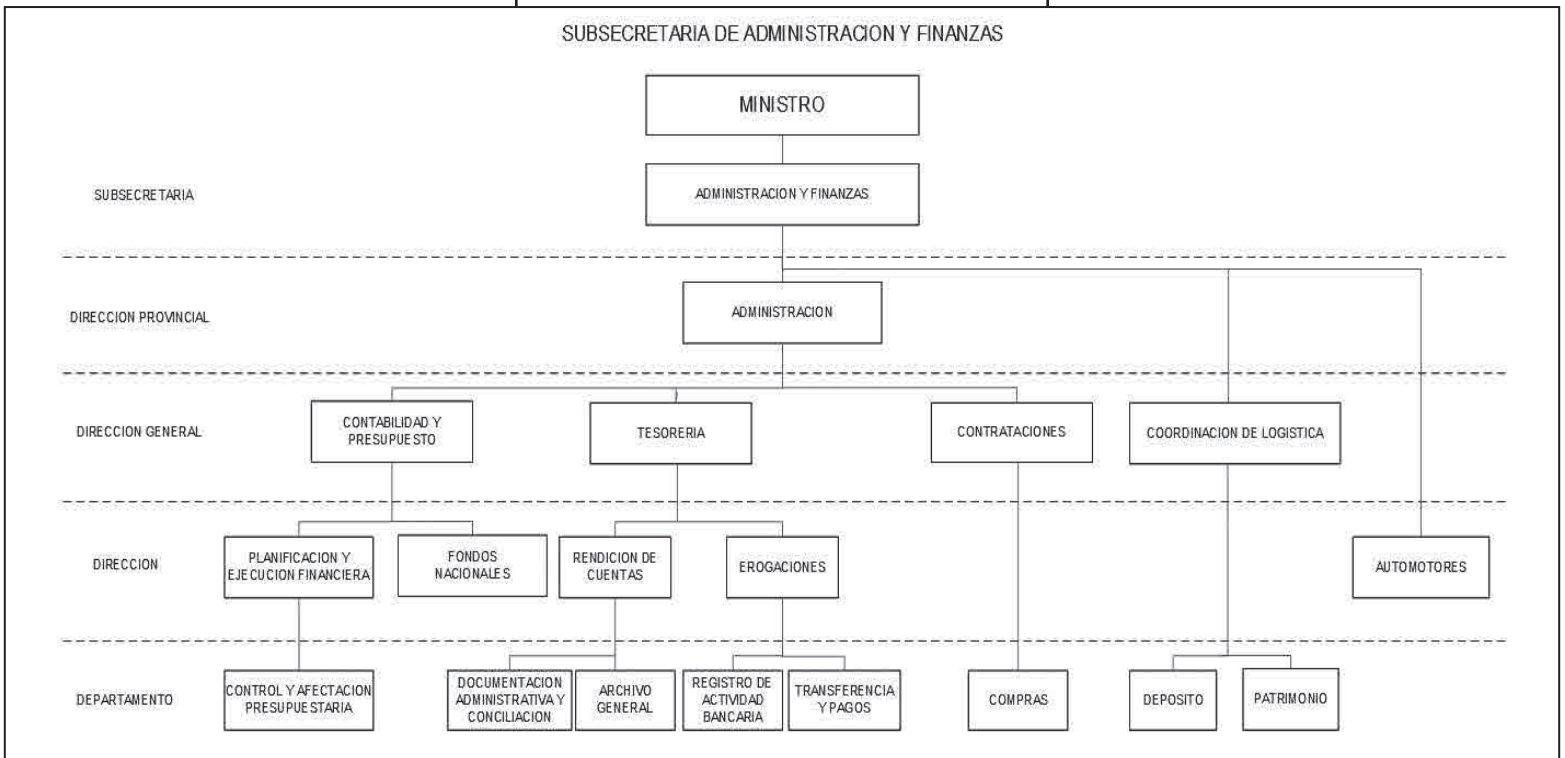 SUBSECRETARIA DE ADMINISTRACION Y FINANZAS
MINISTRO
SUBSECRETARIA
ADMINISTRACION Y FINANZAS
DIRECCION PROVINCIAL
ADMINISTRACION
DIRECCION GENERAL
CONTABILIDAD Y
PRESUPUESTO
TESORERIA
CONTRATACIONES
COORDINACION DE LOGISTICA
DIRECCION
PLANIFICACION Y
EJECUCION FINANCIERA
FONDOS
NACIONALES
RENDICION DE
CUENTAS
EROGACIONES
AUTOMOTORES
DEPARTAMENTO
CONTROL Y AFECTACION
PRESUPUESTARIA
DOCUMENTACION
ADMINISTRATIVA Y
CONCILIACION
ARCHIVO
GENERAL
REGISTRO DE
ACTIVIDAD
BANCARIA
TRANSFERENCIA
Y PAGOS
COMPRAS
DEPOSITO
PATRIMONIO